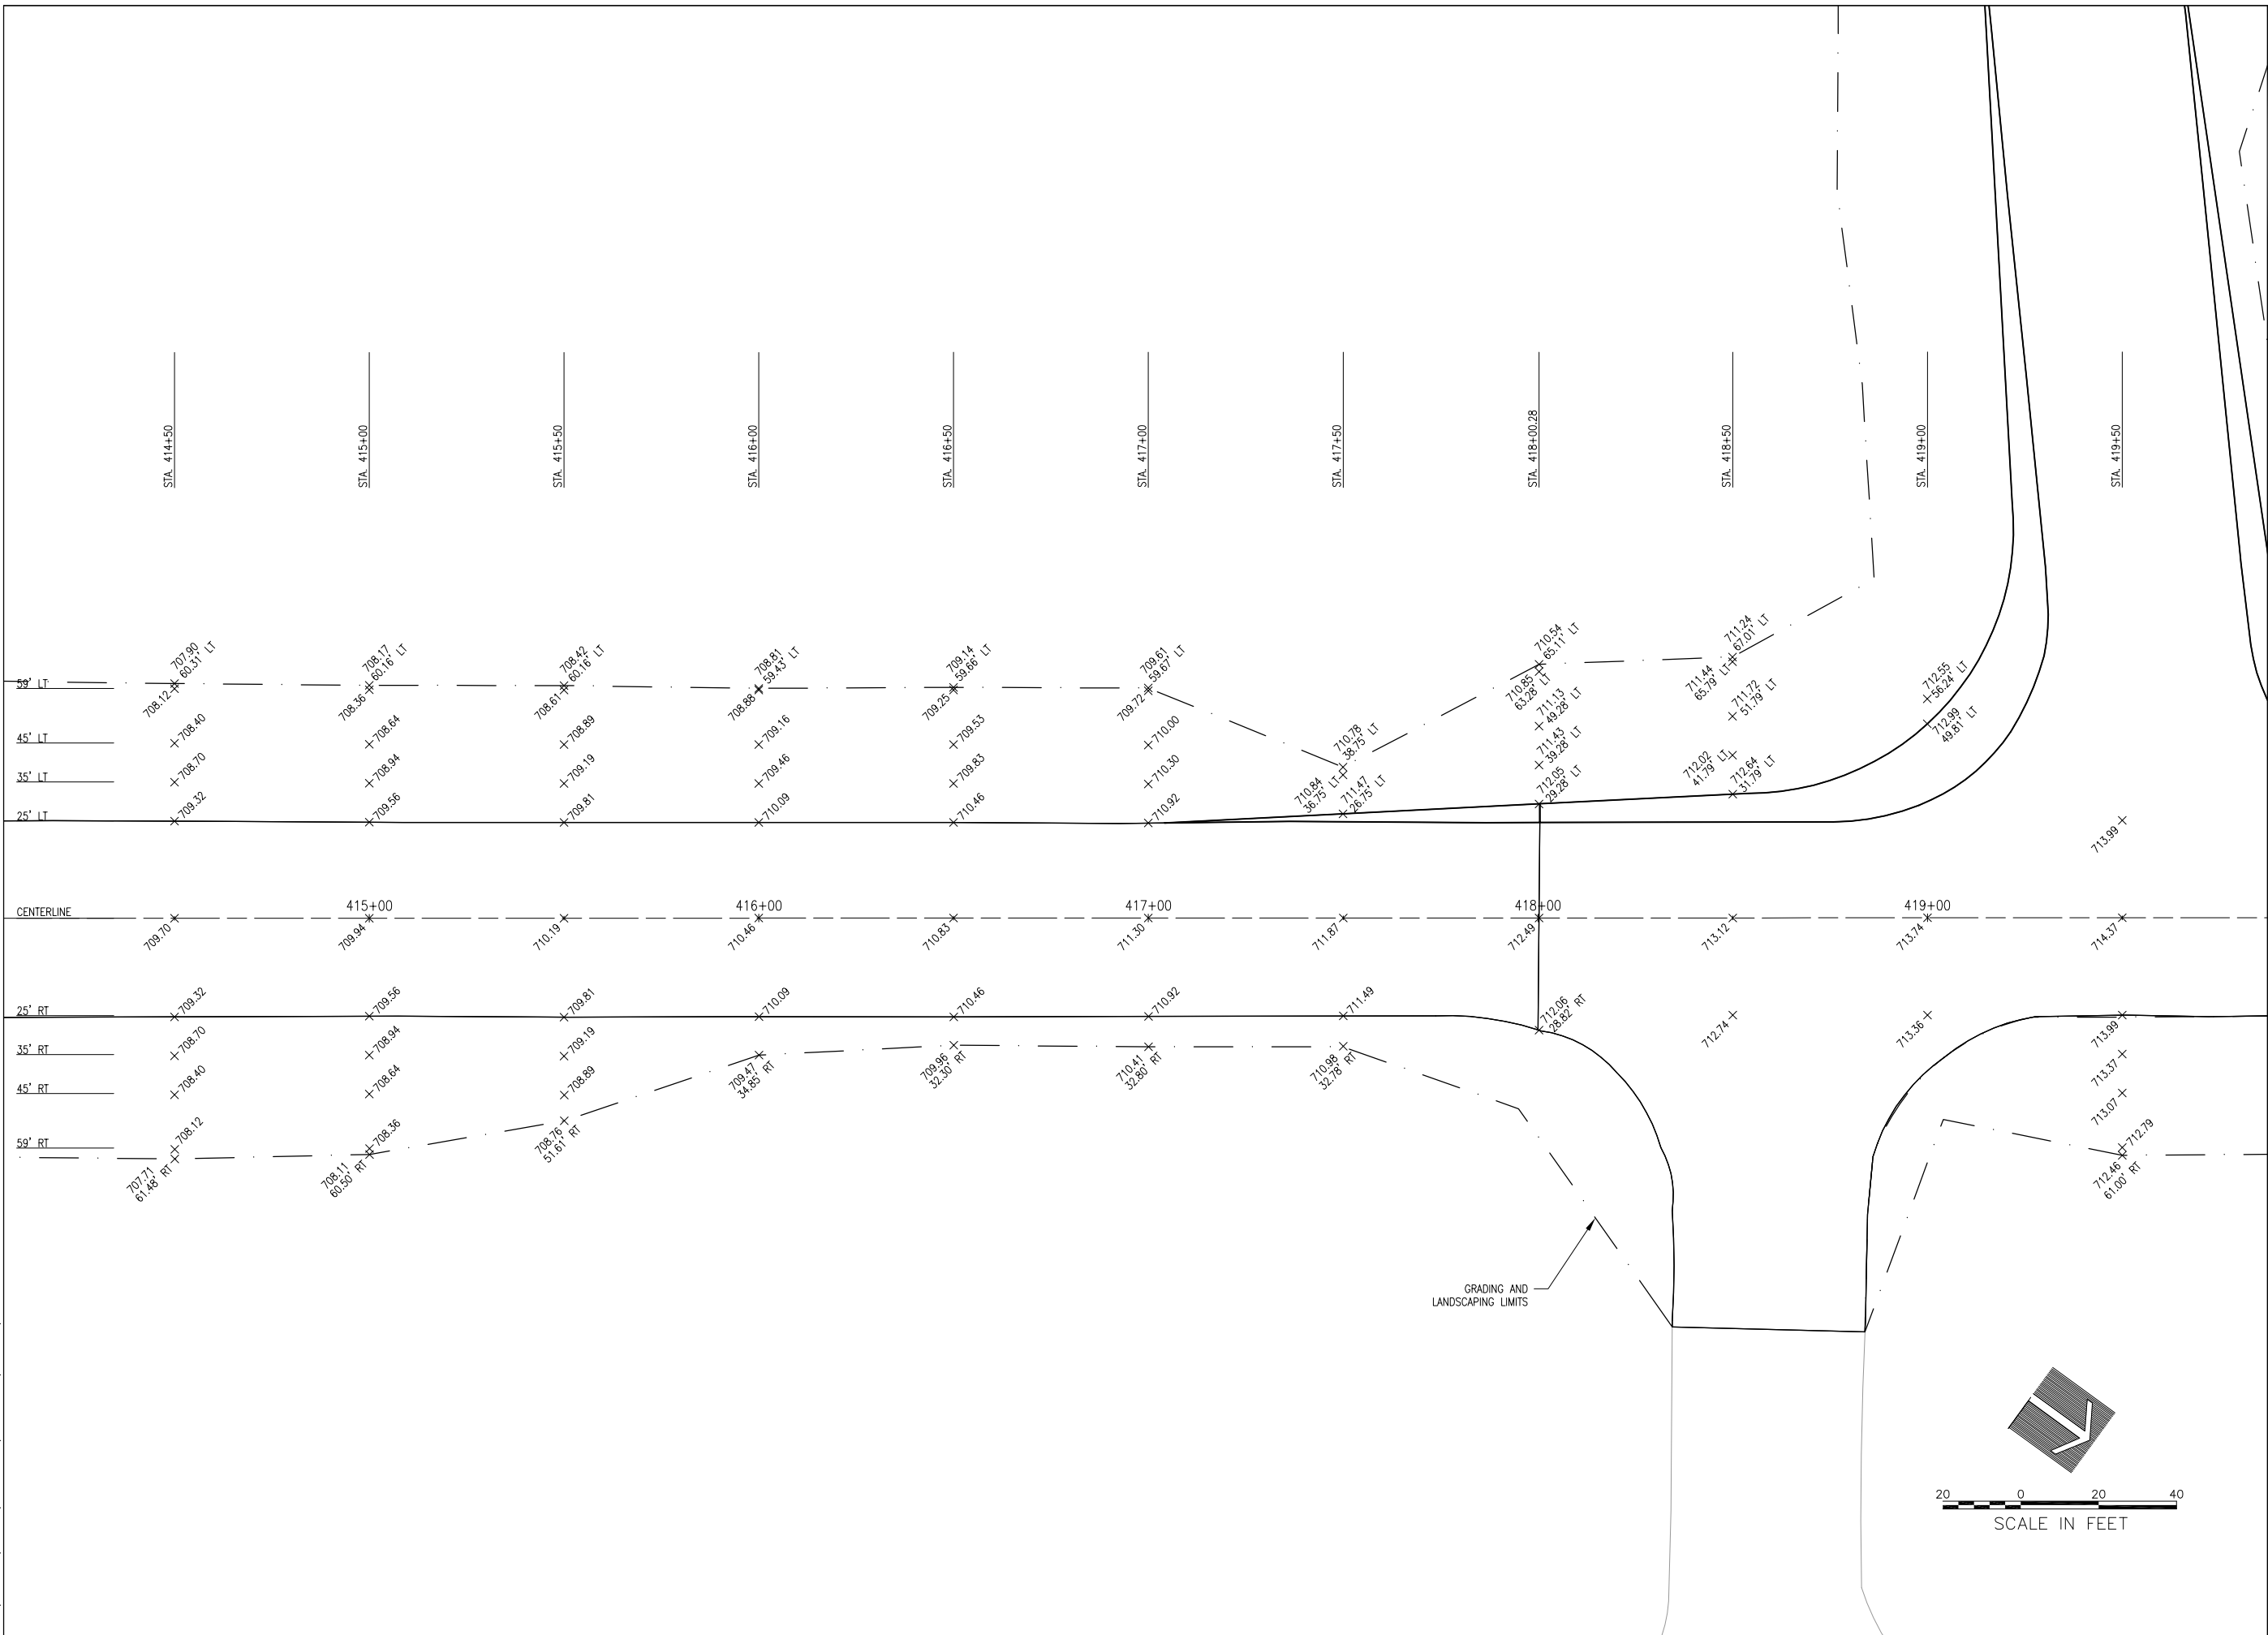 STA. 414+50
STA. 415+00
STA. 415+50
STA. 416+00
STA. 416+50
STA. 417+00
STA. 417+50
STA. 418+00.28
STA. 418+50
STA. 419+00
STA. 419+50
59' LT
45' LT
35' LT
25' LT
CENTERLINE
25' RT
35' RT
45' RT
59' RT
707.90
60.31' LT
708.12
708.40
708.70
709.32
709.70
709.32
708.70
708.40
708.12
707.71
61.48' RT
708.17
60.16' LT
708.36
708.64
708.94
709.56
415+00
709.94
709.56
708.94
708.64
708.36
708.11
60.50' RT
708.42
60.16' LT
708.61
708.89
709.19
709.81
710.19
709.81
709.19
708.89
708.76
51.61' RT
708.81
59.43' LT
708.88
709.16
709.46
710.09
416+00
710.46
710.09
709.47
34.85' RT
709.14
59.66' LT
709.25
709.53
709.83
710.46
710.83
710.46
709.96
32.30' RT
709.61
59.67' LT
709.72
710.00
710.30
710.92
417+00
711.30
710.92
710.41
32.80' RT
710.78
38.75' LT
710.84
36.75' LT
711.47
26.75' LT
711.87
711.49
710.98
32.78' RT
710.54
65.11' LT
710.85
63.28' LT
711.13
49.28' LT
711.43
39.28' LT
712.05
29.28' LT
418+00
712.49
712.06
28.82' RT
711.24
67.01' LT
711.44
65.79' LT
711.72
51.79' LT
712.02
41.79' LT
712.64
31.79' LT
713.12
712.74
712.55
56.24' LT
712.99
49.81' LT
419+00
713.74
713.36
713.99
714.37
713.99
713.37
713.07
712.79
712.46
61.00' RT
GRADING AND
LANDSCAPING LIMITS
20 0 20 40
SCALE IN FEET